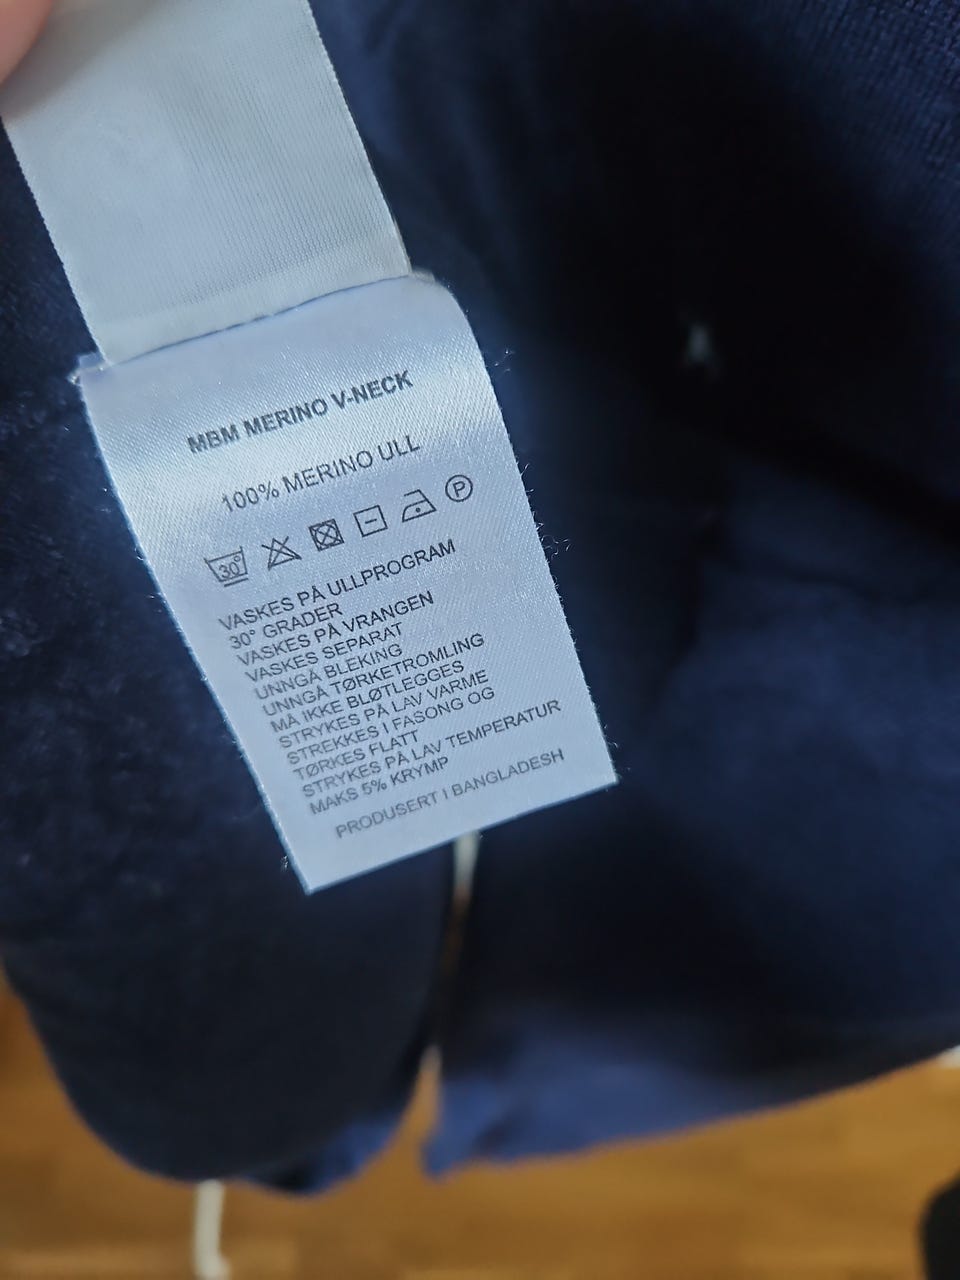 MBM MERINO V-NECK
100% MERINO ULL
30° P
VASKES PÅ ULLPROGRAM
30° GRADER
VASKES PÅ VRANGEN
VASKES SEPARAT
UNNGÅ BLEKING
UNNGÅ TØRKETROMLING
MÅ IKKE BLØTLEGGES
STRYKES PÅ LAV VARME
STREKKES I FASONG OG
TØRKES FLATT
STRYKES PÅ LAV TEMPERATUR
MAKS 5% KRYMP
PRODUSERT I BANGLADESH